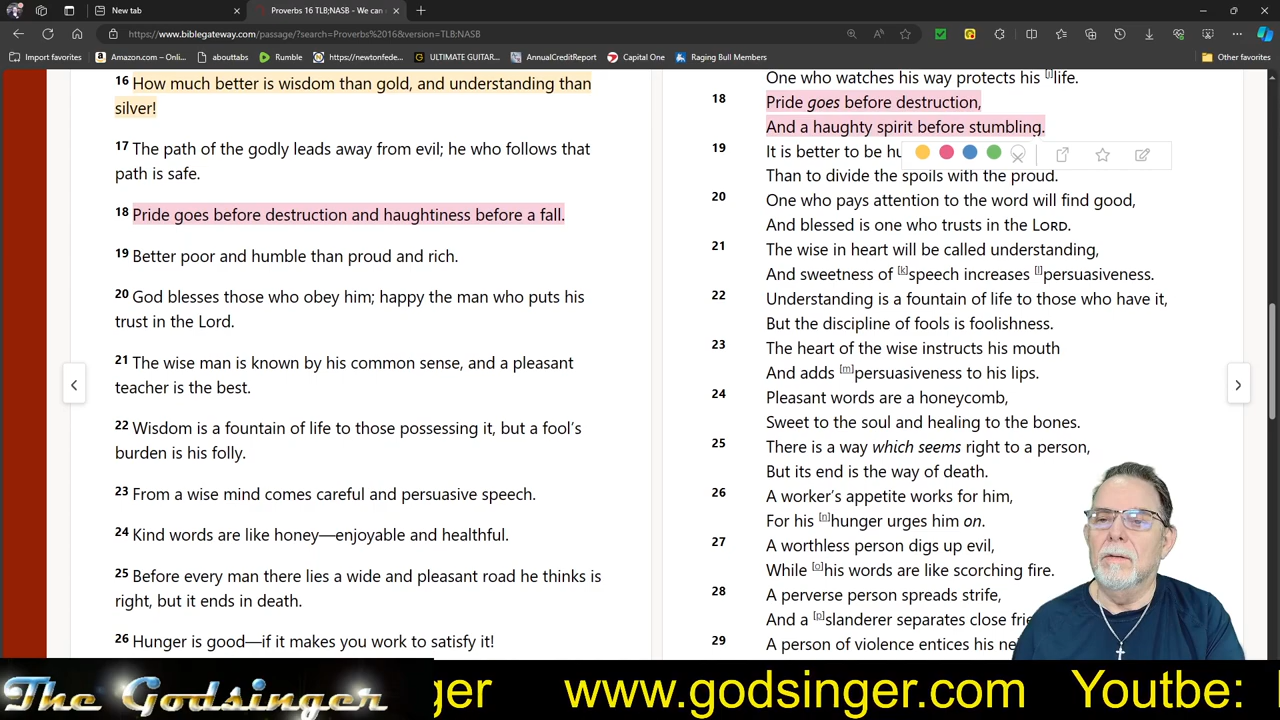 New tab
Proverbs 16 TLB;NASB - We can
https://www.biblegateway.com/passage/?search=Proverbs%2016&version=TLB;NASB
Import favorites
Amazon.com – Onlin...
abouttabs
Rumble
https://newtonfede...
ULTIMATE GUITAR...
AnnualCreditReport
Capital One
Raging Bull Members
Other favorites
16 How much better is wisdom than gold, and understanding than
silver!
17 The path of the godly leads away from evil; he who follows that
path is safe.
18 Pride goes before destruction and haughtiness before a fall.
19 Better poor and humble than proud and rich.
20 God blesses those who obey him; happy the man who puts his
trust in the Lord.
21 The wise man is known by his common sense, and a pleasant
teacher is the best.
22 Wisdom is a fountain of life to those possessing it, but a fool’s
burden is his folly.
23 From a wise mind comes careful and persuasive speech.
24 Kind words are like honey—enjoyable and healthful.
25 Before every man there lies a wide and pleasant road he thinks is
right, but it ends in death.
26 Hunger is good—if it makes you work to satisfy it!
One who watches his way protects his [j]life.
18 Pride goes before destruction,
And a haughty spirit before stumbling.
19 It is better to be hu
Than to divide the spoils with the proud.
20 One who pays attention to the word will find good,
And blessed is one who trusts in the LORD.
21 The wise in heart will be called understanding,
And sweetness of [k]speech increases [l]persuasiveness.
22 Understanding is a fountain of life to those who have it,
But the discipline of fools is foolishness.
23 The heart of the wise instructs his mouth
And adds [m]persuasiveness to his lips.
24 Pleasant words are a honeycomb,
Sweet to the soul and healing to the bones.
25 There is a way which seems right to a person,
But its end is the way of death.
26 A worker’s appetite works for him,
For his [n]hunger urges him on.
27 A worthless person digs up evil,
While [o]his words are like scorching fire.
28 A perverse person spreads strife,
And a [p]slanderer separates close frie
29 A person of violence entices his nei
The Godsinger
ger www.godsinger.com Youtbe: